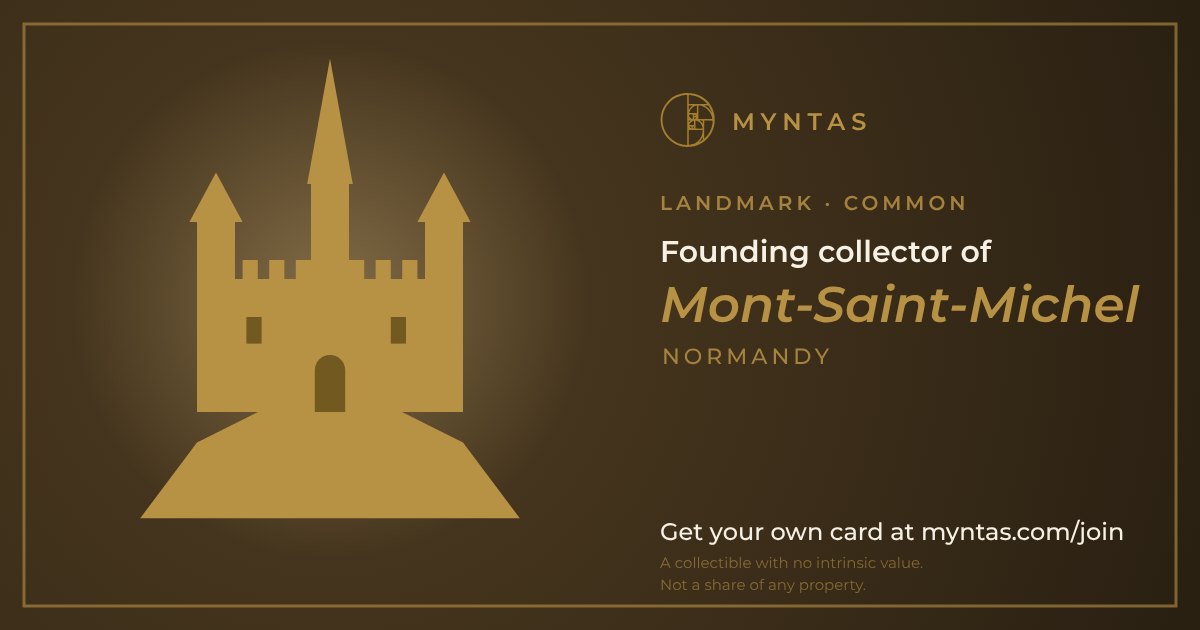 MYNTAS
LANDMARK · COMMON
Founding collector of
Mont-Saint-Michel
NORMANDY
Get your own card at myntas.com/join
A collectible with no intrinsic value.
Not a share of any property.